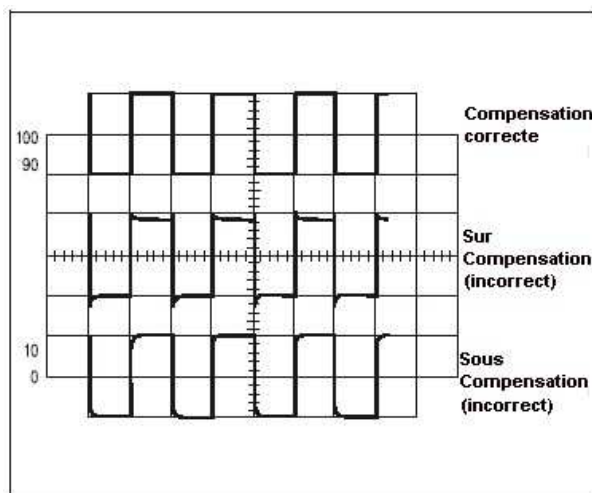 Compensation
correcte
100
90
Sur
Compensation
(incorrect)
10
0
Sous
Compensation
(incorrect)